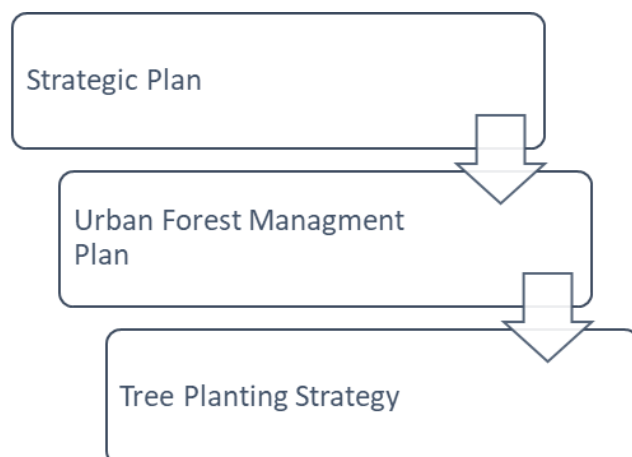 Strategic Plan
Urban Forest Managment
Plan
Tree Planting Strategy